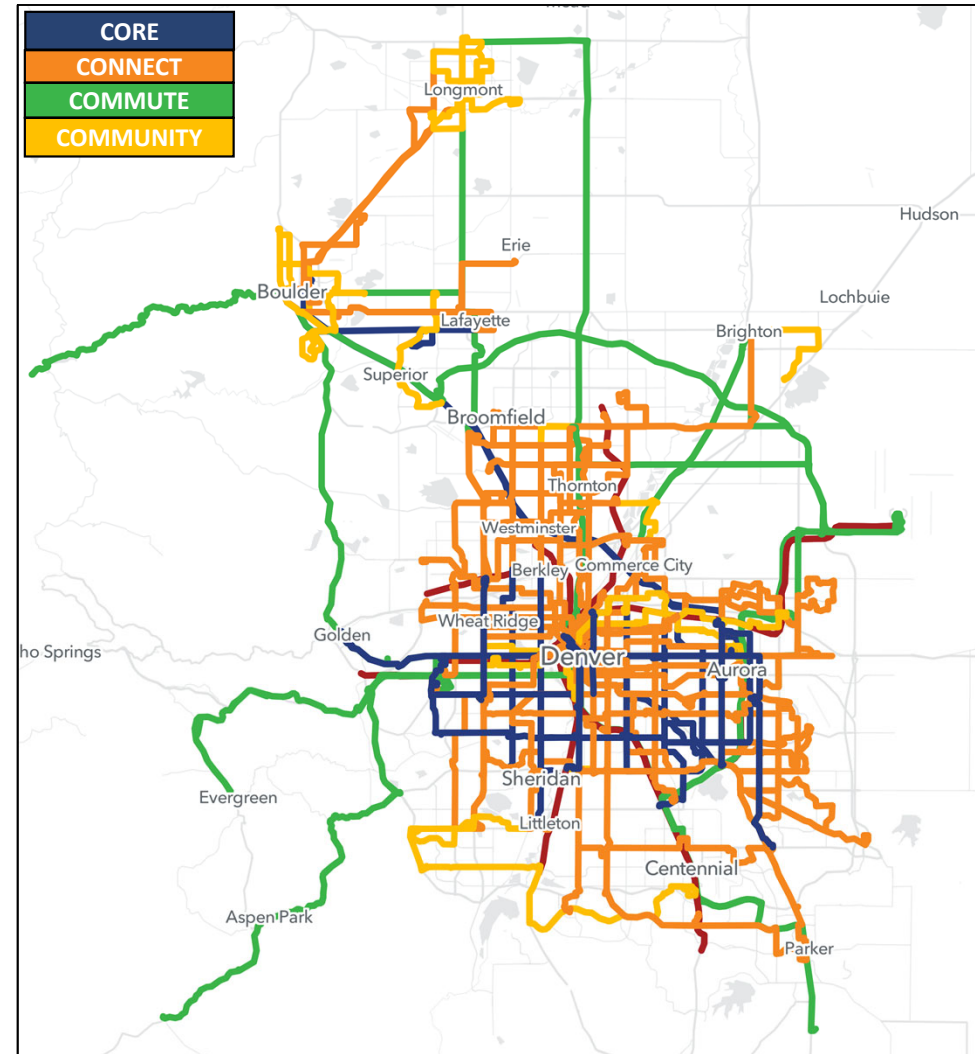 CORE
CONNECT
COMMUTE
COMMUNITY
Longmont
Hudson
Erie
Boulder
Lochbuie
Lafayette
Brighton
Superior
Broomfield
Thornton
Westminster
Berkley
Commerce City
Wheat Ridge
Golden
ho Springs
Denver
Aurora
Sheridan
Evergreen
Littleton
Centennial
Aspen Park
Parker